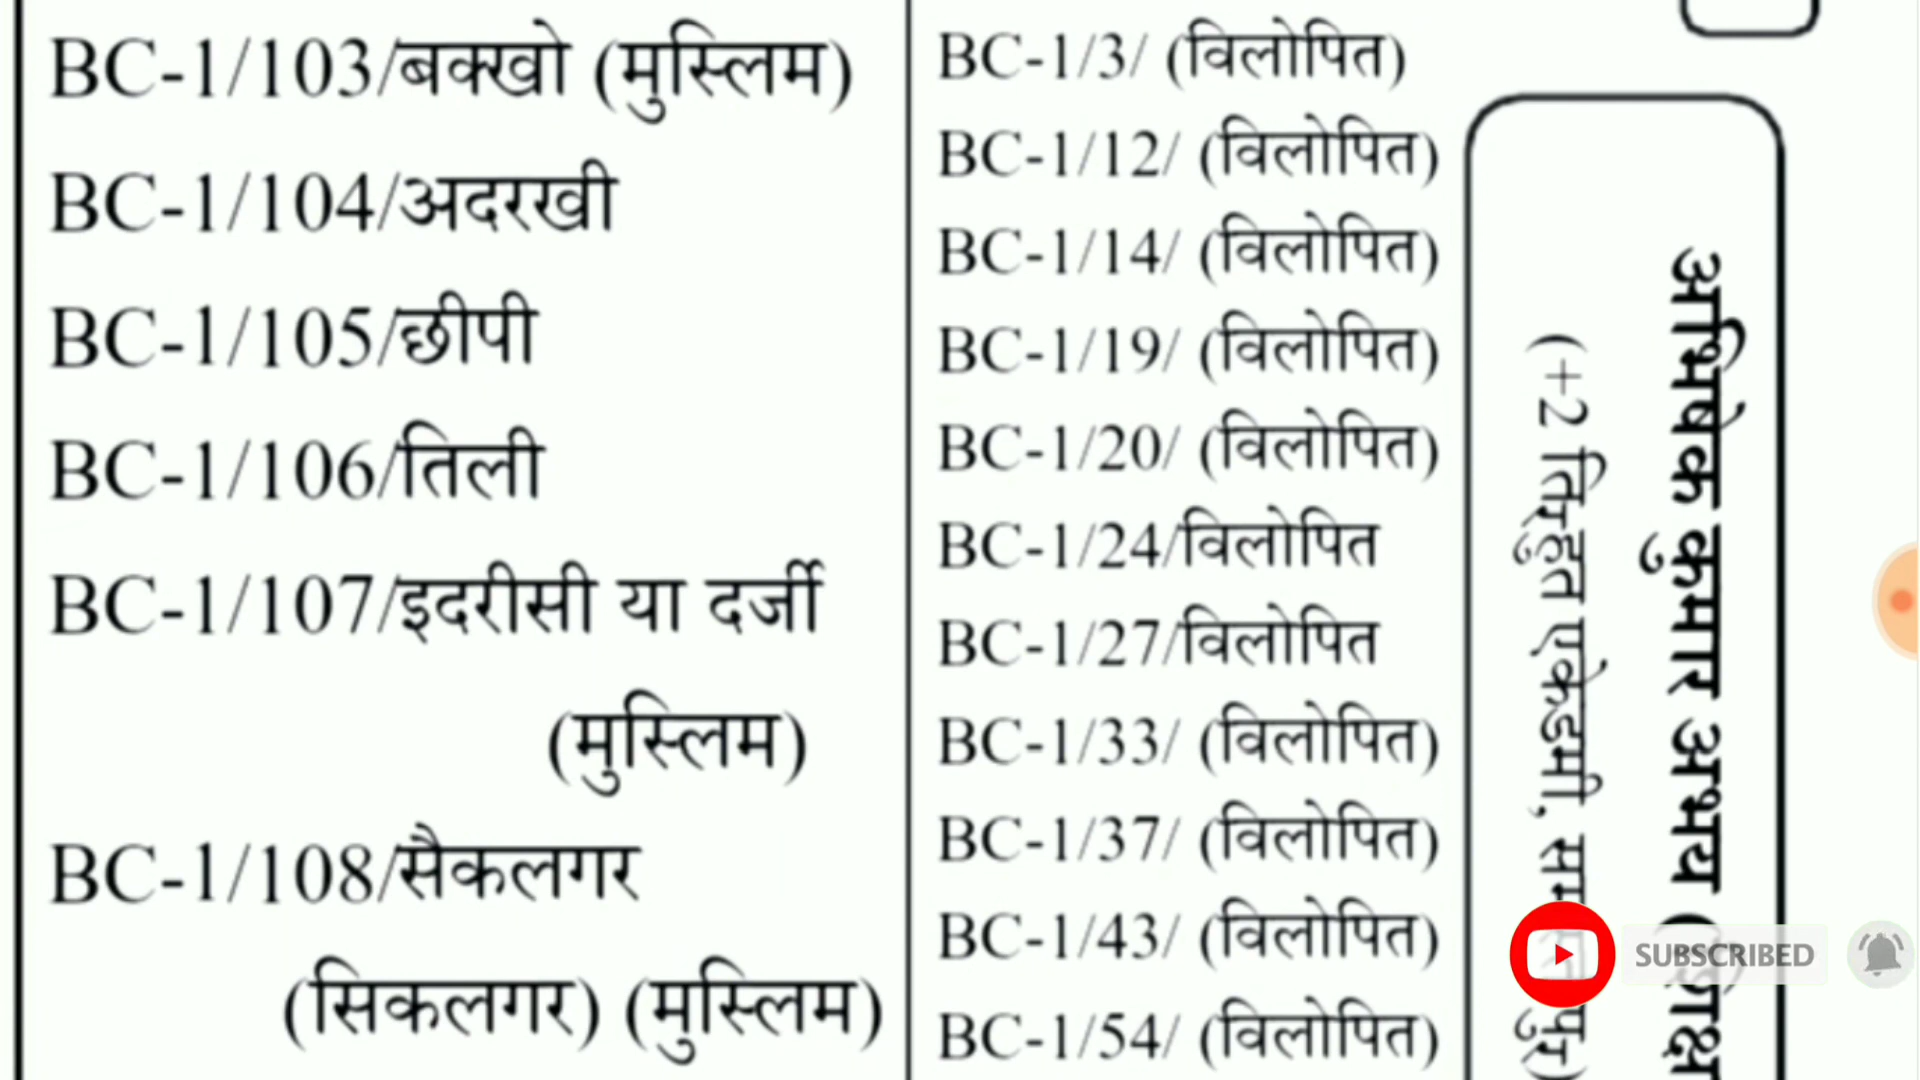 BC-1/103/बक्खो (मुस्लिम)
BC-1/104/अदरखी
BC-1/105/छीपी
BC-1/106/तिली
BC-1/107/इदरीसी या दर्जी
(मुस्लिम)
BC-1/108/सैकलगर
(सिकलगर) (मुस्लिम)
BC-1/3/ (विलोपित)
BC-1/12/ (विलोपित)
BC-1/14/ (विलोपित)
BC-1/19/ (विलोपित)
BC-1/20/ (विलोपित)
BC-1/24/विलोपित
BC-1/27/विलोपित
BC-1/33/ (विलोपित)
BC-1/37/ (विलोपित)
BC-1/43/ (विलोपित)
BC-1/54/ (विलोपित)
अभिषेक कुमार अभय
(+2 तिरहुत एकेडमी,
SUBSCRIBED